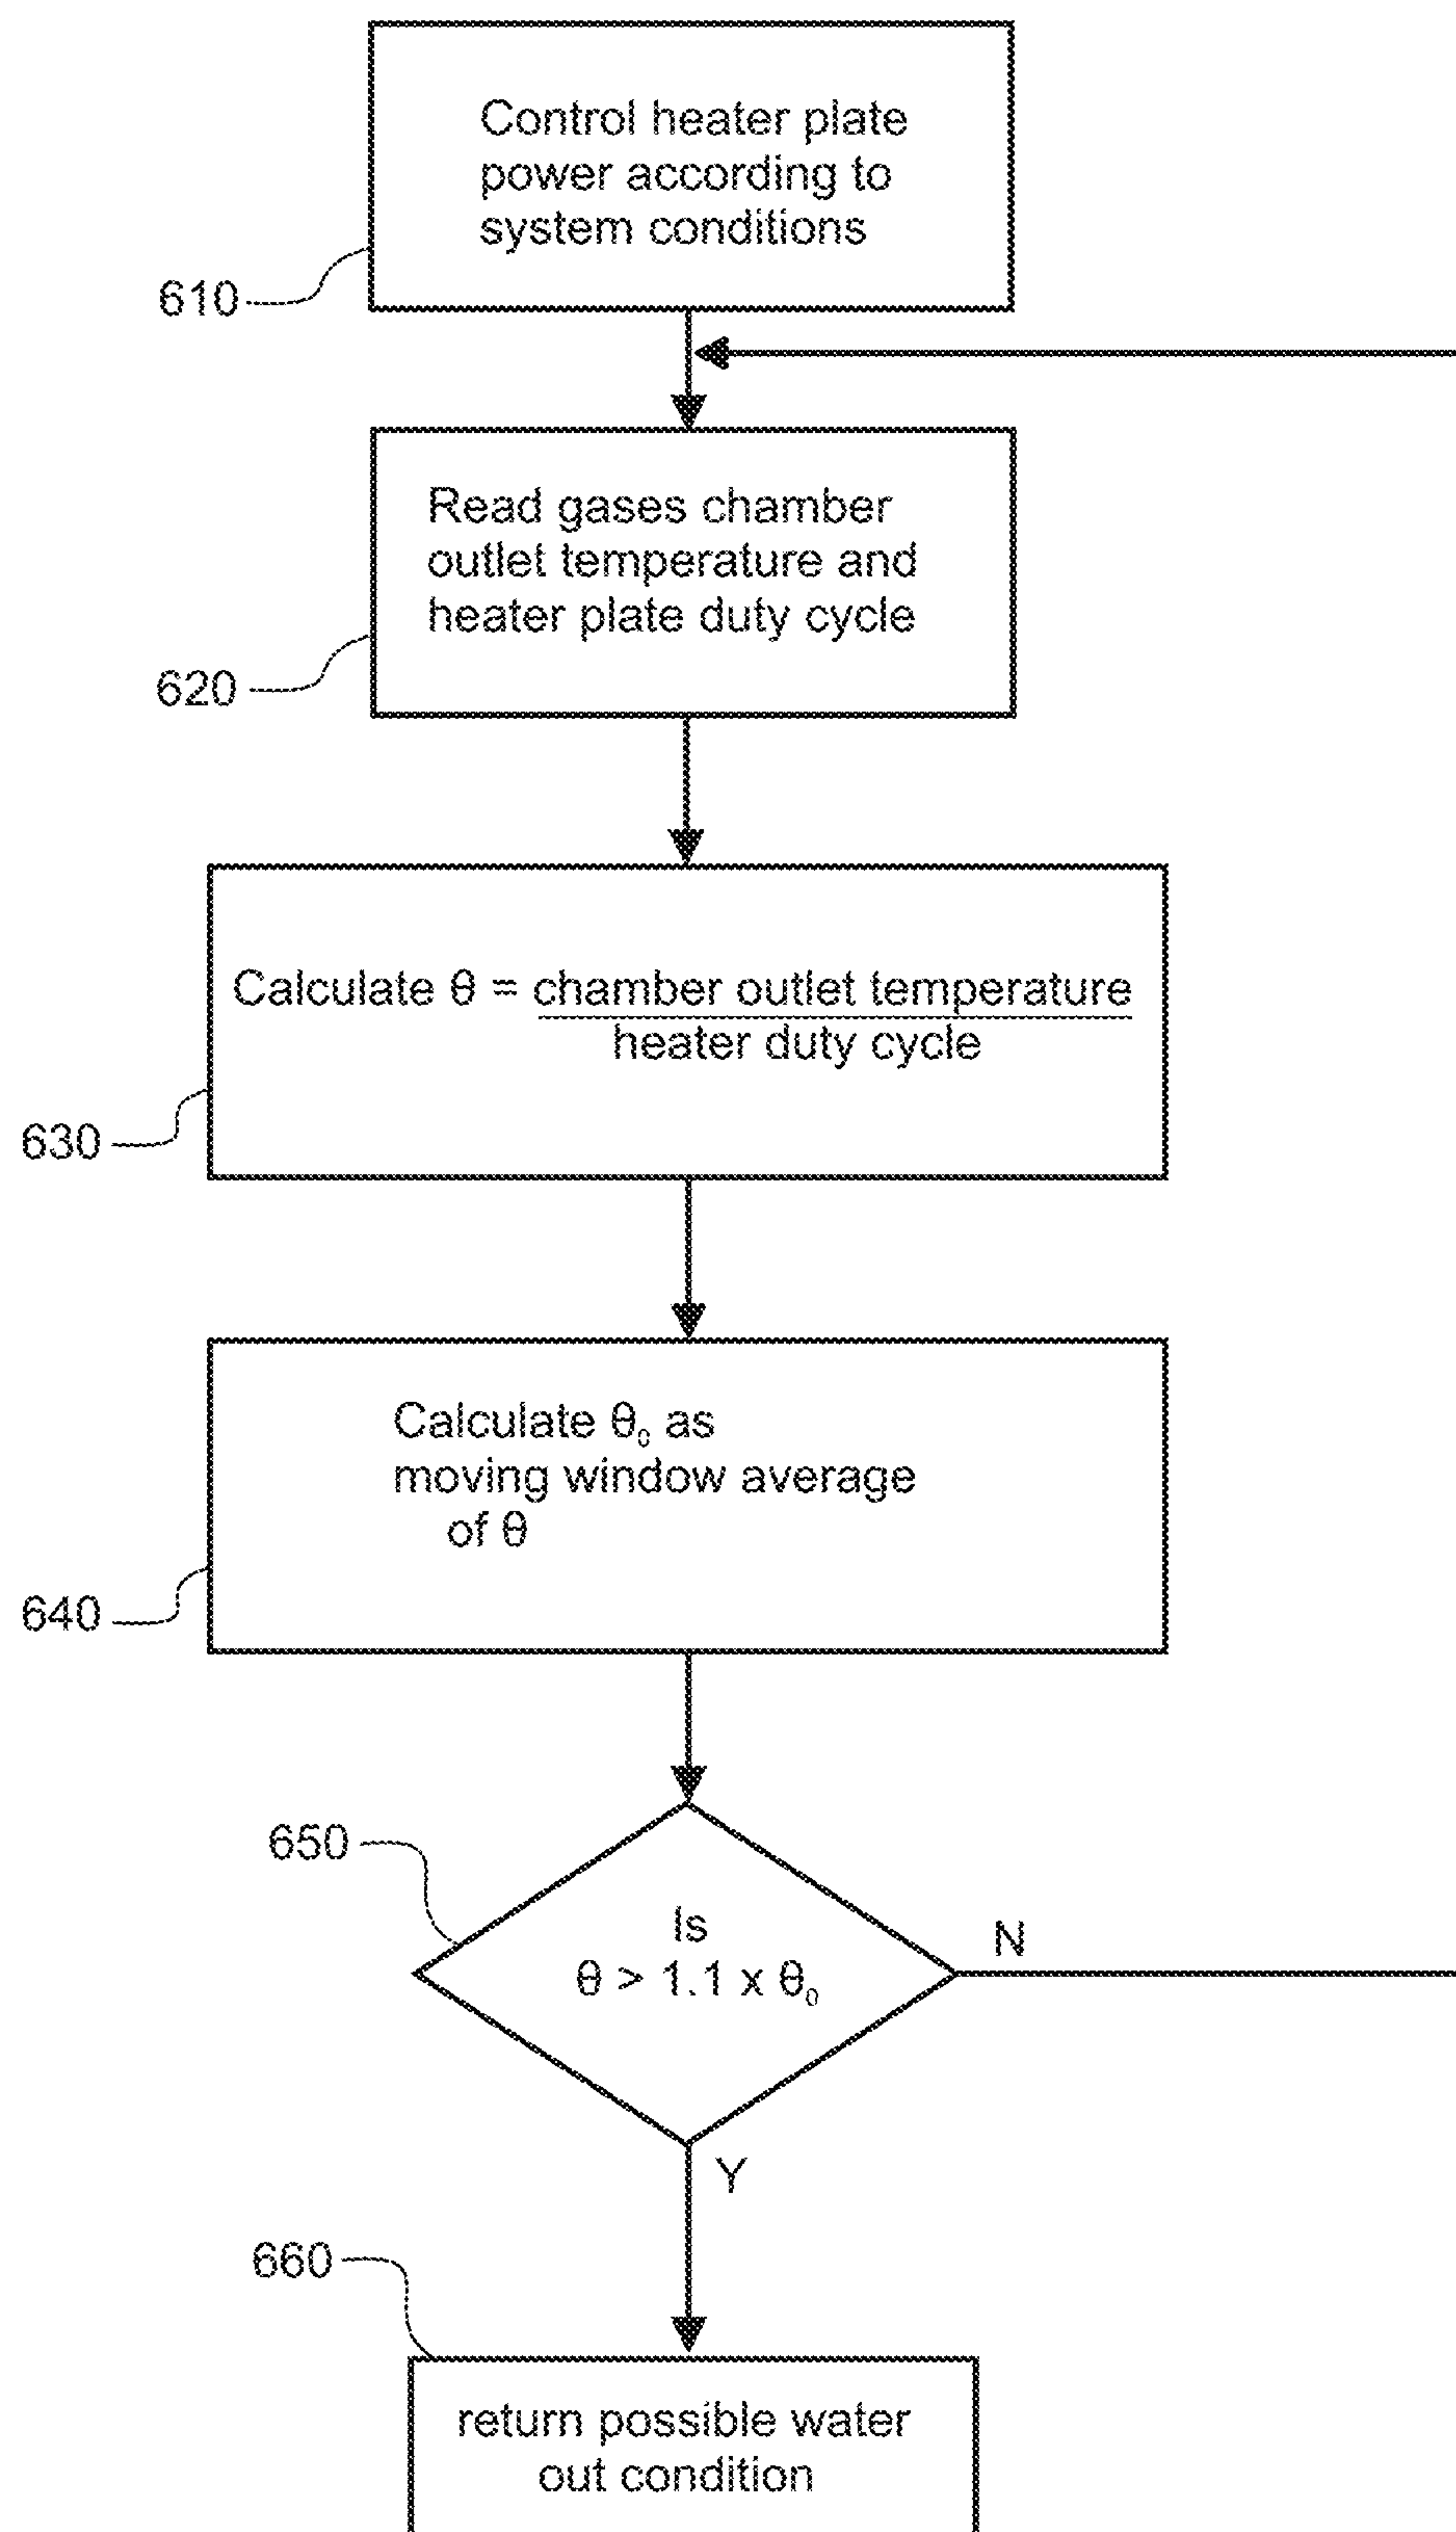 Control heater plate
power according to
system conditions
610
Read gases chamber
outlet temperature and
heater plate duty cycle
620
Calculate θ = chamber outlet temperature
heater duty cycle
630
Calculate θ₀ as
moving window average
of θ
640
650
Is
θ > 1.1 x θ₀
N
Y
660
return possible water
out condition